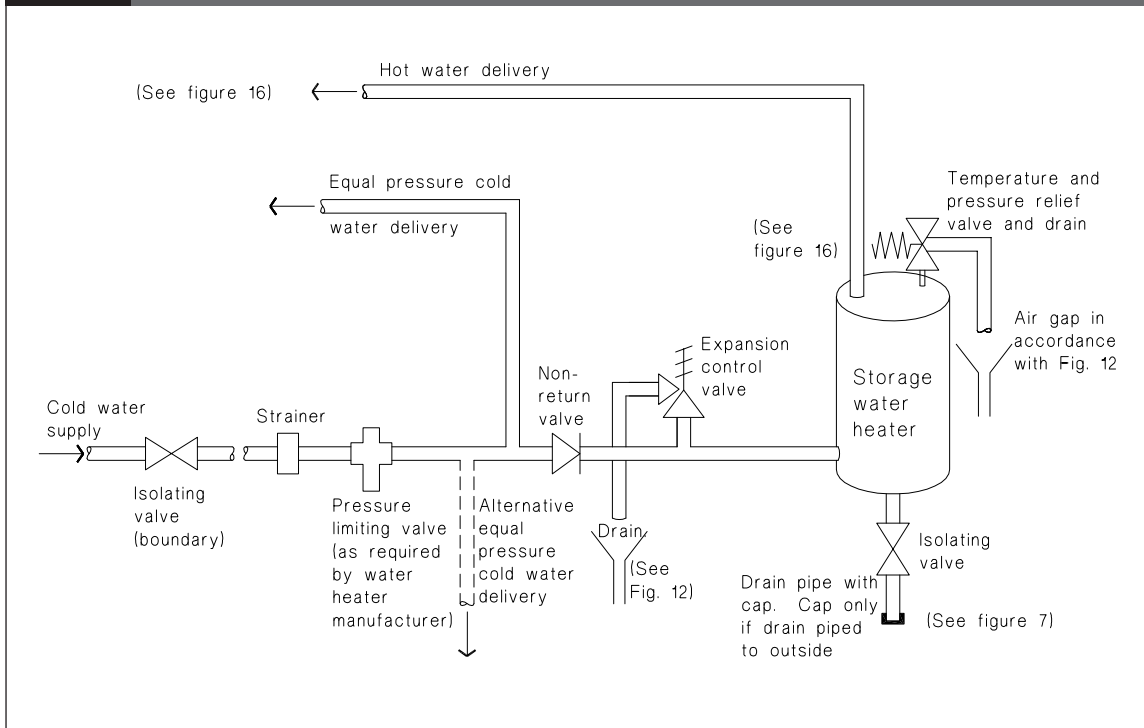 Hot water delivery
(See figure 16)
Equal pressure cold
water delivery
Temperature and
pressure relief
valve and drain
(See
figure 16)
Air gap in
accordance
with Fig. 12
Expansion
control
valve
Non-
return
valve
Storage
water
heater
Cold water
supply
Strainer
Isolating
valve
(boundary)
Pressure
limiting valve
(as required
by water
heater
manufacturer)
Alternative
equal
pressure
cold water
delivery
Drain
(See
Fig. 12)
Isolating
valve
Drain pipe with
cap. Cap only
if drain piped
to outside
(See figure 7)